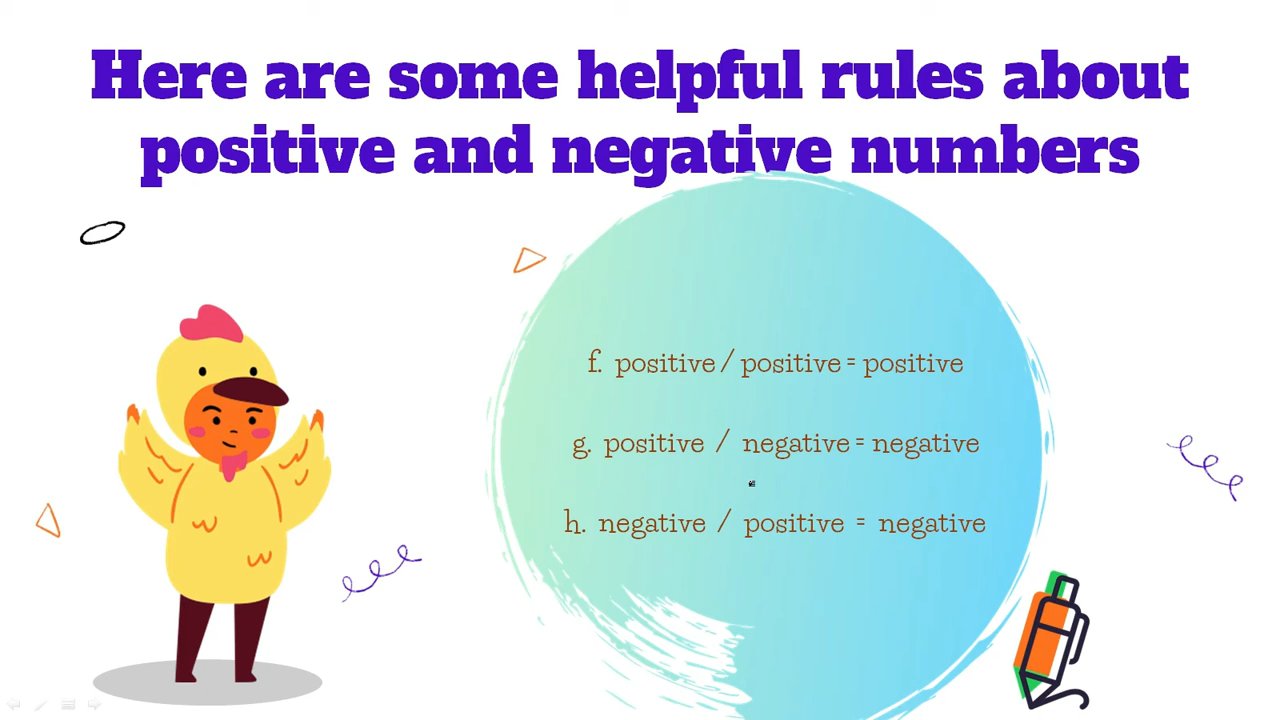 Here are some helpful rules about
positive and negative numbers
f. positive / positive = positive
g. positive / negative = negative
h. negative / positive = negative